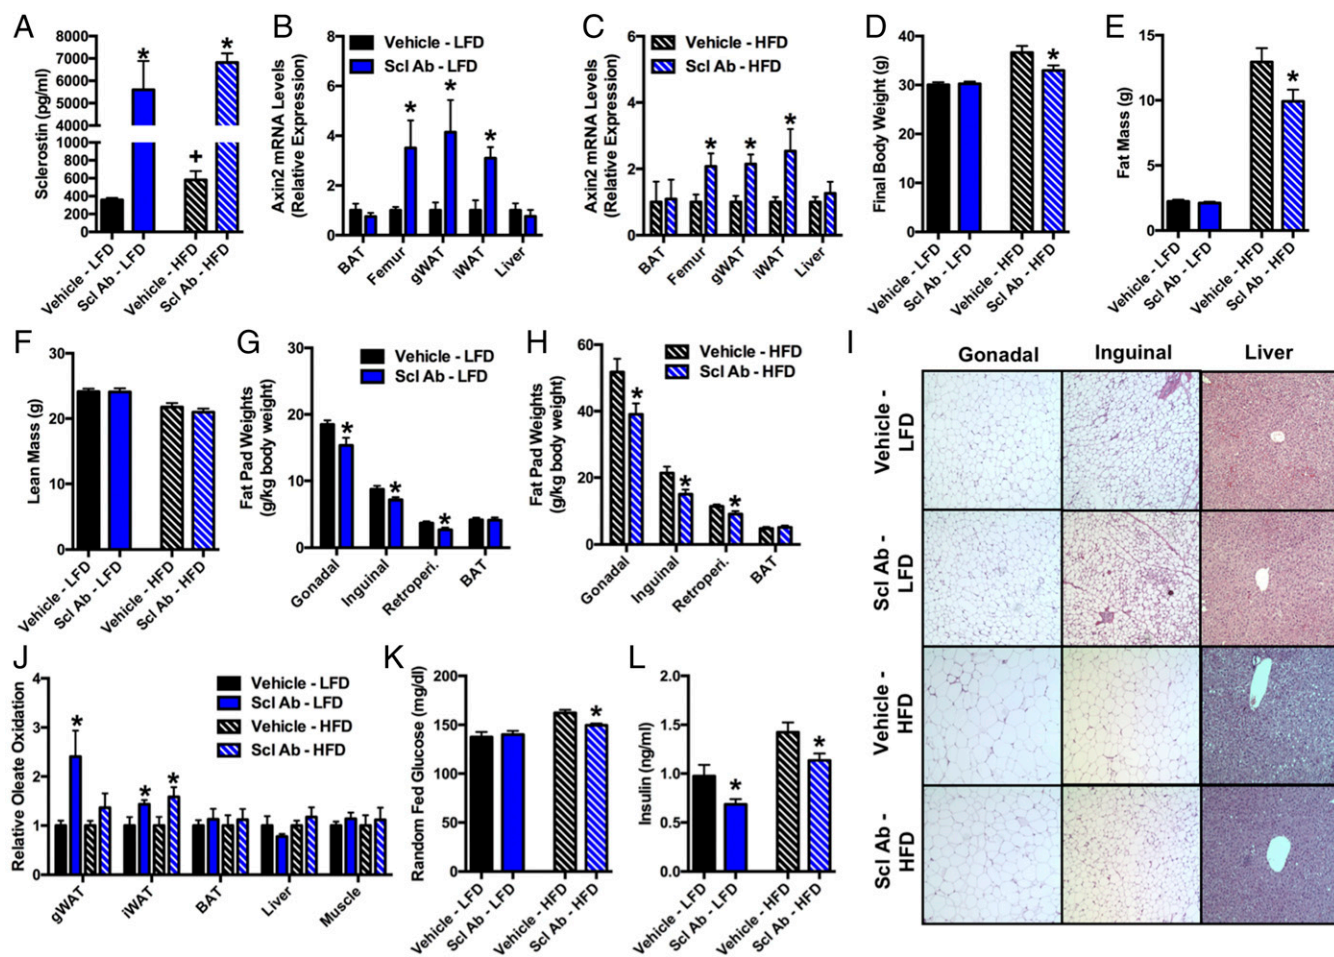 A
Sclerostin (pg/ml)
8000
7000
6000
5000
4000
1000
800
600
400
200
0
*
+
*
Vehicle - LFD
Scl Ab - LFD
Vehicle - HFD
Scl Ab - HFD
B
Axin2 mRNA Levels
(Relative Expression)
8
6
4
2
0
Vehicle - LFD
Scl Ab - LFD
*
*
*
BAT
Femur
gWAT
iWAT
Liver
C
Axin2 mRNA Levels
(Relative Expression)
6
4
2
0
Vehicle - HFD
Scl Ab - HFD
*
*
*
BAT
Femur
gWAT
iWAT
Liver
D
Final Body Weight (g)
40
30
20
10
0
*
Vehicle - LFD
Scl Ab - LFD
Vehicle - HFD
Scl Ab - HFD
E
Fat Mass (g)
15
10
5
0
*
Vehicle - LFD
Scl Ab - LFD
Vehicle - HFD
Scl Ab - HFD
F
Lean Mass (g)
30
20
10
0
Vehicle - LFD
Scl Ab - LFD
Vehicle - HFD
Scl Ab - HFD
G
Fat Pad Weights
(g/kg body weight)
30
20
10
0
Vehicle - LFD
Scl Ab - LFD
*
*
*
Gonadal
Inguinal
Retroperi.
BAT
H
Fat Pad Weights
(g/kg body weight)
60
40
20
0
Vehicle - HFD
Scl Ab - HFD
*
*
*
Gonadal
Inguinal
Retroperi.
BAT
I
Gonadal
Inguinal
Liver
Vehicle -
LFD
Scl Ab -
LFD
Vehicle -
HFD
Scl Ab -
HFD
J
Relative Oleate Oxidation
4
3
2
1
0
Vehicle - LFD
Scl Ab - LFD
Vehicle - HFD
Scl Ab - HFD
*
*
*
gWAT
iWAT
BAT
Liver
Muscle
K
Random Fed Glucose (mg/dl)
200
150
100
50
0
*
Vehicle - LFD
Scl Ab - LFD
Vehicle - HFD
Scl Ab - HFD
L
Insulin (ng/ml)
2.0
1.5
1.0
0.5
0.0
*
*
Vehicle - LFD
Scl Ab - LFD
Vehicle - HFD
Scl Ab - HFD